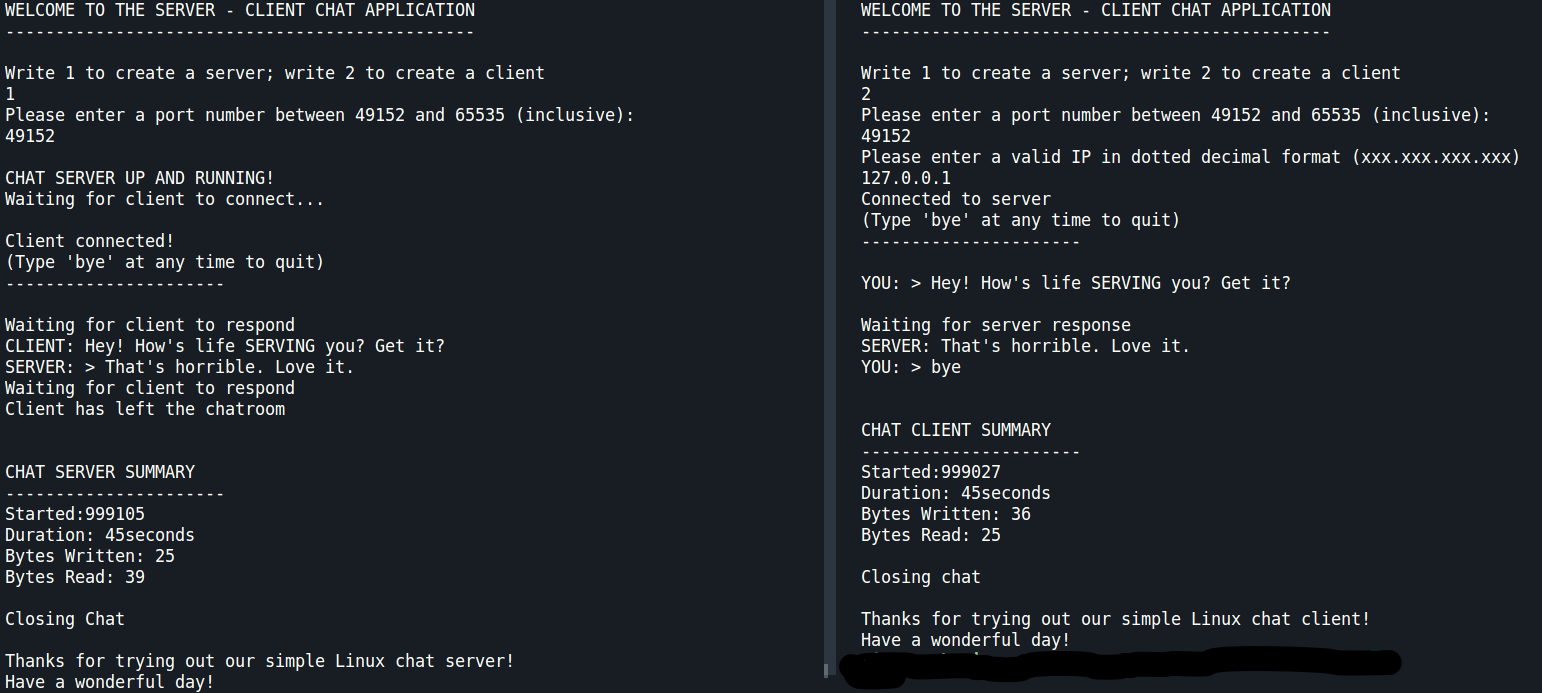 WELCOME TO THE SERVER - CLIENT CHAT APPLICATION
-----------------------------------------------
Write 1 to create a server; write 2 to create a client
1
Please enter a port number between 49152 and 65535 (inclusive):
49152
CHAT SERVER UP AND RUNNING!
Waiting for client to connect...
Client connected!
(Type 'bye' at any time to quit)
----------------------
Waiting for client to respond
CLIENT: Hey! How's life SERVING you? Get it?
SERVER: > That's horrible. Love it.
Waiting for client to respond
Client has left the chatroom
CHAT SERVER SUMMARY
----------------------
Started:999105
Duration: 45seconds
Bytes Written: 25
Bytes Read: 39
Closing Chat
Thanks for trying out our simple Linux chat server!
Have a wonderful day!
WELCOME TO THE SERVER - CLIENT CHAT APPLICATION
-----------------------------------------------
Write 1 to create a server; write 2 to create a client
2
Please enter a port number between 49152 and 65535 (inclusive):
49152
Please enter a valid IP in dotted decimal format (xxx.xxx.xxx.xxx)
127.0.0.1
Connected to server
(Type 'bye' at any time to quit)
----------------------
YOU: > Hey! How's life SERVING you? Get it?
Waiting for server response
SERVER: That's horrible. Love it.
YOU: > bye
CHAT CLIENT SUMMARY
----------------------
Started:999027
Duration: 45seconds
Bytes Written: 36
Bytes Read: 25
Closing chat
Thanks for trying out our simple Linux chat client!
Have a wonderful day!